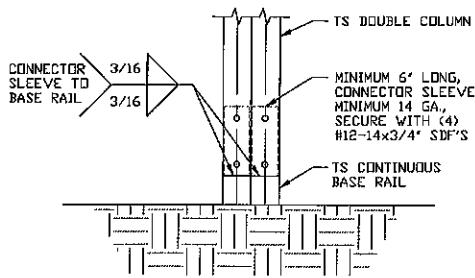 TS DOUBLE COLUMN
CONNECTOR
SLEEVE TO
BASE RAIL
3/16
3/16
MINIMUM 6" LONG,
CONNECTOR SLEEVE
MINIMUM 14 GA.,
SECURE WITH (4)
#12-14x3/4" SDF'S
TS CONTINUOUS
BASE RAIL